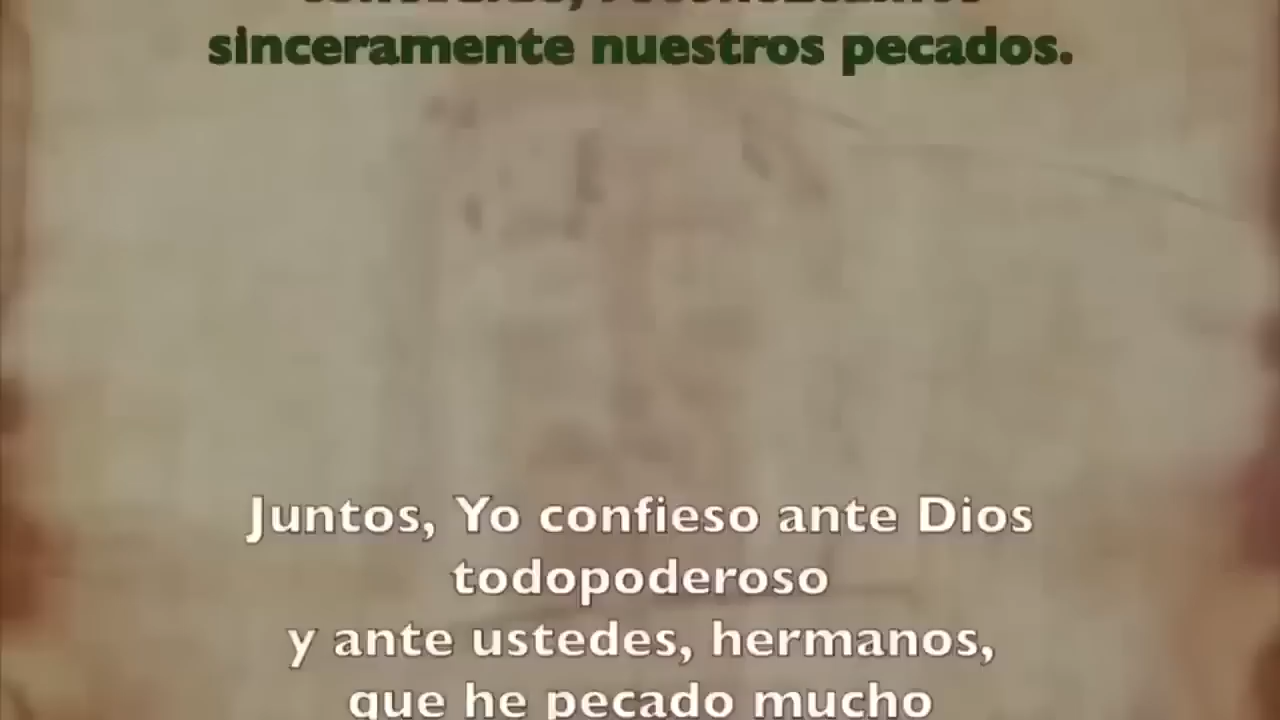 sinceramente nuestros pecados.
Juntos, Yo confieso ante Dios
todopoderoso
y ante ustedes, hermanos,
que he pecado mucho